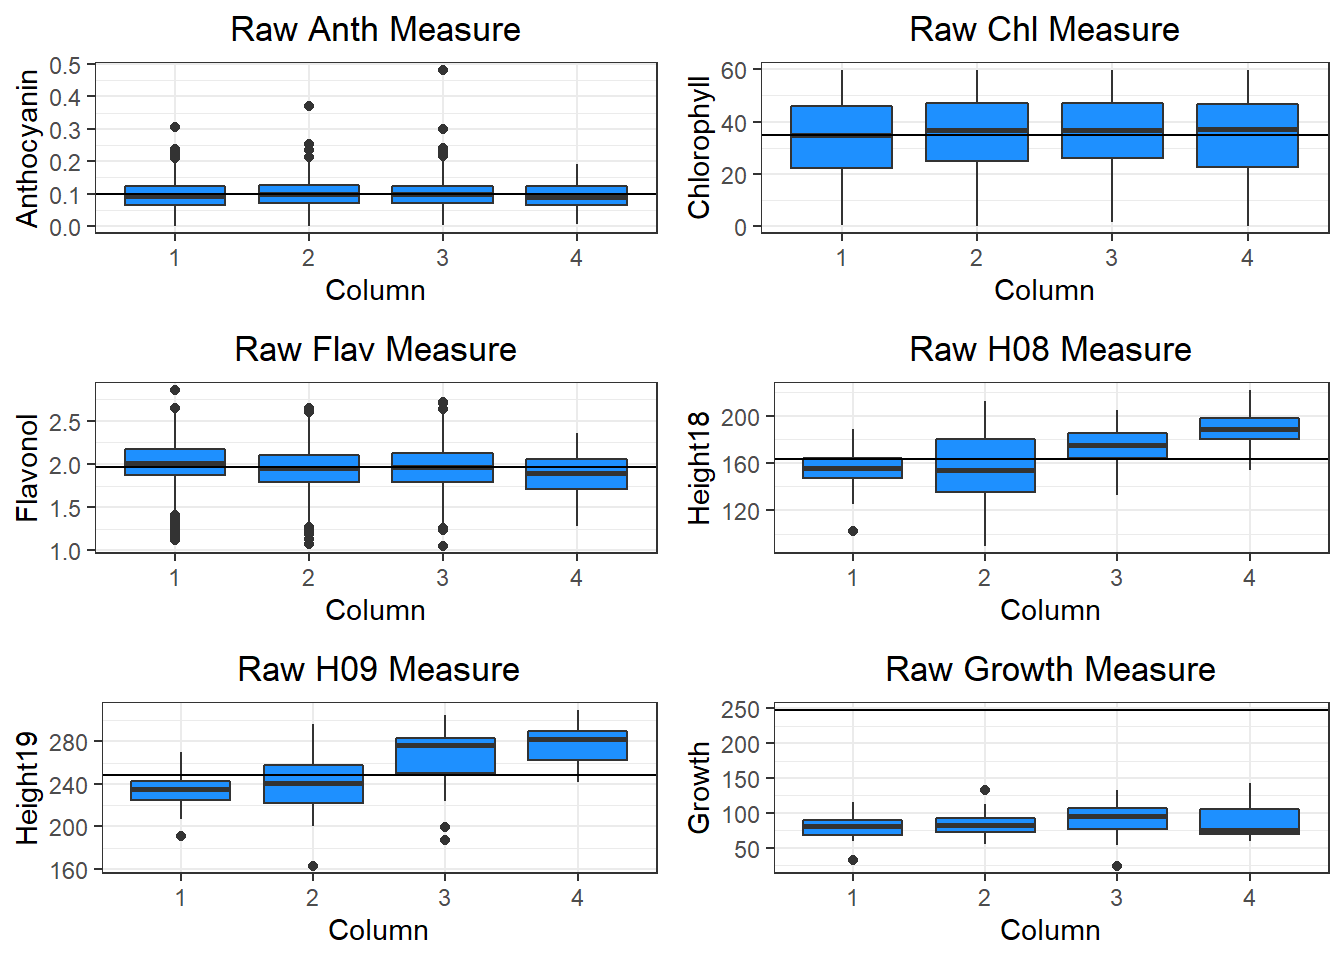 Raw Anth Measure
Anthocyanin
0.5
0.4
0.3
0.2
0.1
0.0
1 2 3 4
Column
Raw Chl Measure
Chlorophyll
60
40
20
0
1 2 3 4
Column
Raw Flav Measure
Flavonol
2.5
2.0
1.5
1.0
1 2 3 4
Column
Raw H08 Measure
Height18
200
160
120
1 2 3 4
Column
Raw H09 Measure
Height19
280
240
200
160
1 2 3 4
Column
Raw Growth Measure
Growth
250
200
150
100
50
1 2 3 4
Column